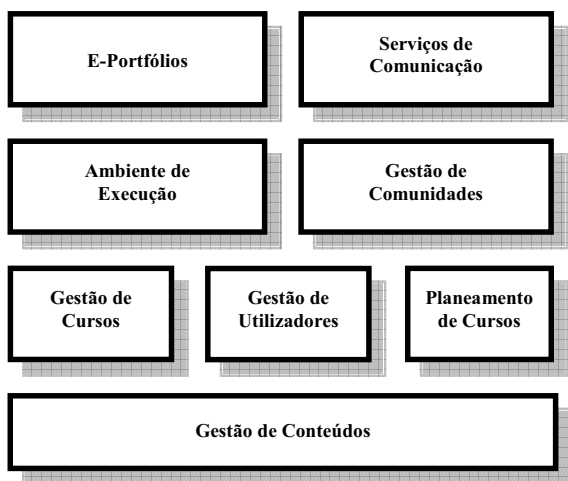 E-Portfólios
Serviços de
Comunicação
Ambiente de
Execução
Gestão de
Comunidades
Gestão de
Cursos
Gestão de
Utilizadores
Planeamento
de Cursos
Gestão de Conteúdos